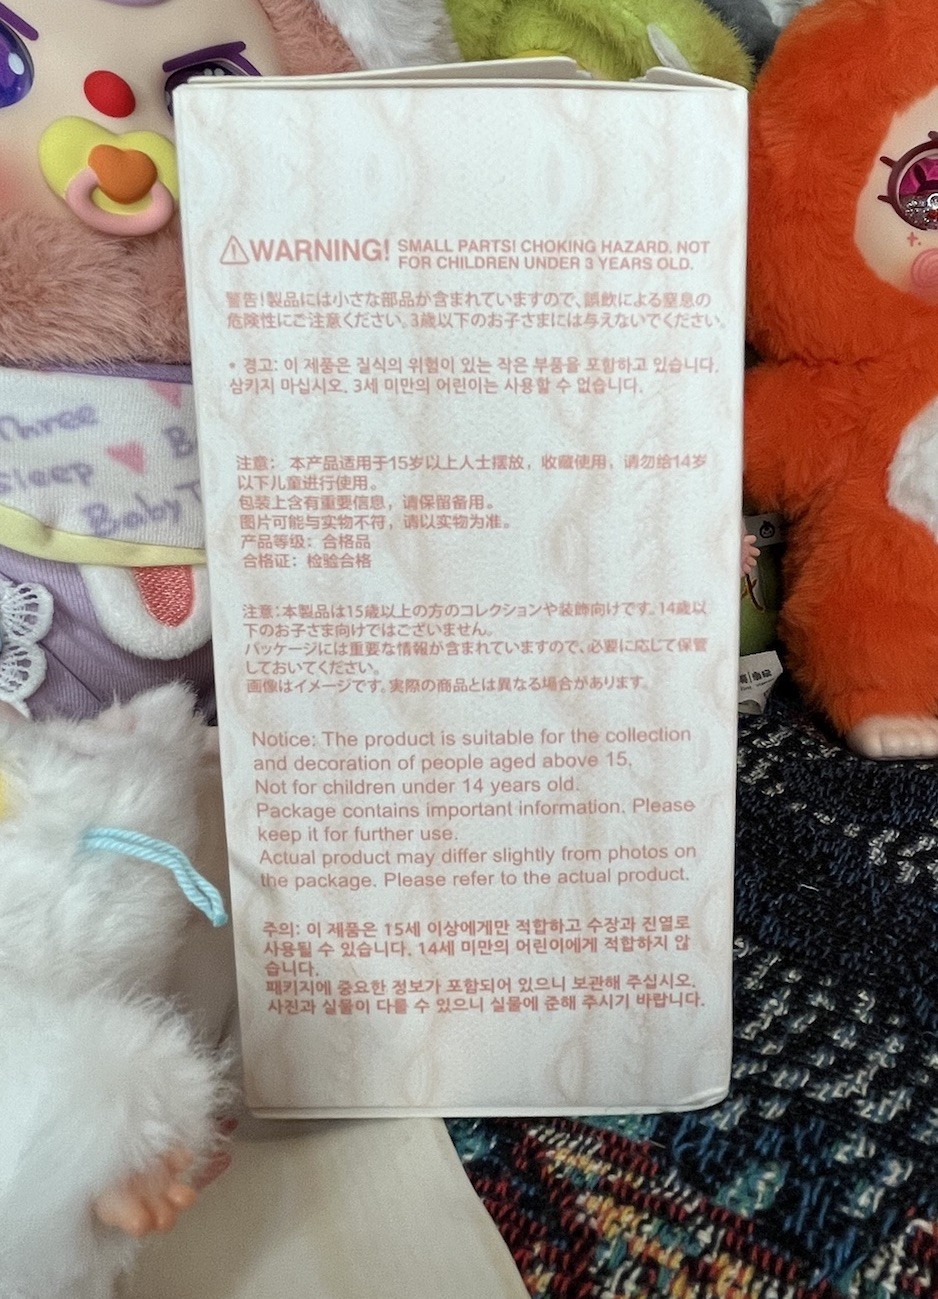 Three
B
Sleep
Baby T
WARNING! SMALL PARTS! CHOKING HAZARD. NOT
FOR CHILDREN UNDER 3 YEARS OLD.
警告!製品には小さな部品が含まれていますので、誤飲による窒息の
危険性にご注意ください。3歳以下のお子さまには与えないでください。
• 경고: 이 제품은 질식의 위험이 있는 작은 부품을 포함하고 있습니다.
삼키지 마십시오. 3세 미만의 어린이는 사용할 수 없습니다.
注意： 本产品适用于15岁以上人士摆放，收藏使用，请勿给14岁
以下儿童进行使用。
包装上含有重要信息，请保留备用。
图片可能与实物不符，请以实物为准。
产品等级：合格品
合格证：检验合格
注意:本製品は15歳以上の方のコレクションや装飾向けです。14歳以
下のお子さま向けではございません。
パッケージには重要な情報が含まれていますので、必要に応じて保管
しておいてください。
画像はイメージです。実際の商品とは異なる場合があります。
Notice: The product is suitable for the collection
and decoration of people aged above 15,
Not for children under 14 years old.
Package contains important information. Please
keep it for further use.
Actual product may differ slightly from photos on
the package. Please refer to the actual product.
주의: 이 제품은 15세 이상에게만 적합하고 수장과 진열로
사용될 수 있습니다. 14세 미만의 어린이에게 적합하지 않
습니다.
패키지에 중요한 정보가 포함되어 있으니 보관해 주십시오.
사진과 실물이 다를 수 있으니 실물에 준해 주시기 바랍니다.